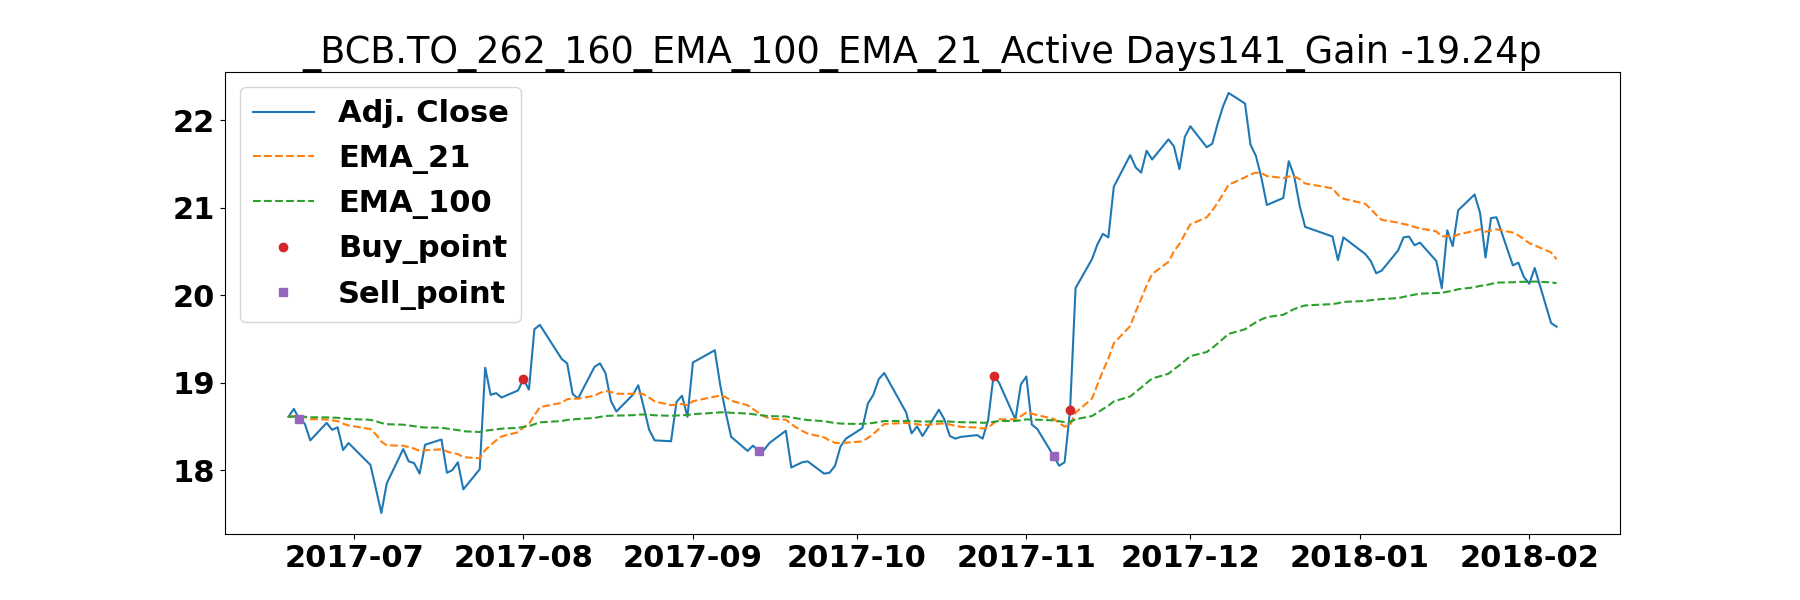 _BCB.TO_262_160_EMA_100_EMA_21_Active Days141_Gain -19.24p
Adj. Close
EMA_21
EMA_100
Buy_point
Sell_point
22
21
20
19
18
2017-07 2017-08 2017-09 2017-10 2017-11 2017-12 2018-01 2018-02